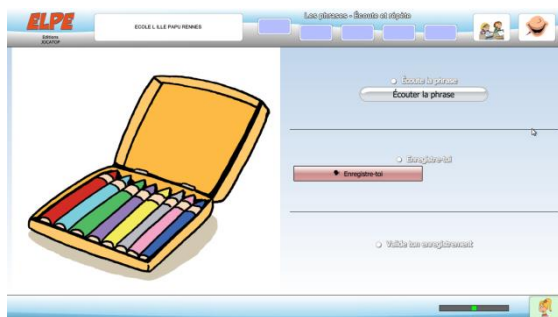 ELPE
Editions
JOCATOP
ECOLE L ILLE PAPU RENNES
Les phrases - Écoute et répète
Écoute la phrase
Écouter la phrase
Enregistre-toi
Enregistre-toi
Valide ton enregistrement